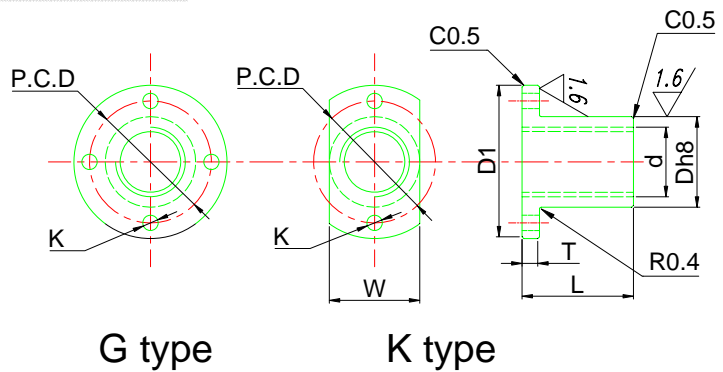 C0.5
C0.5
P.C.D
P.C.D
1.6
1.6
D1
d
Dh8
K
K
T
R0.4
W
L
G type
K type